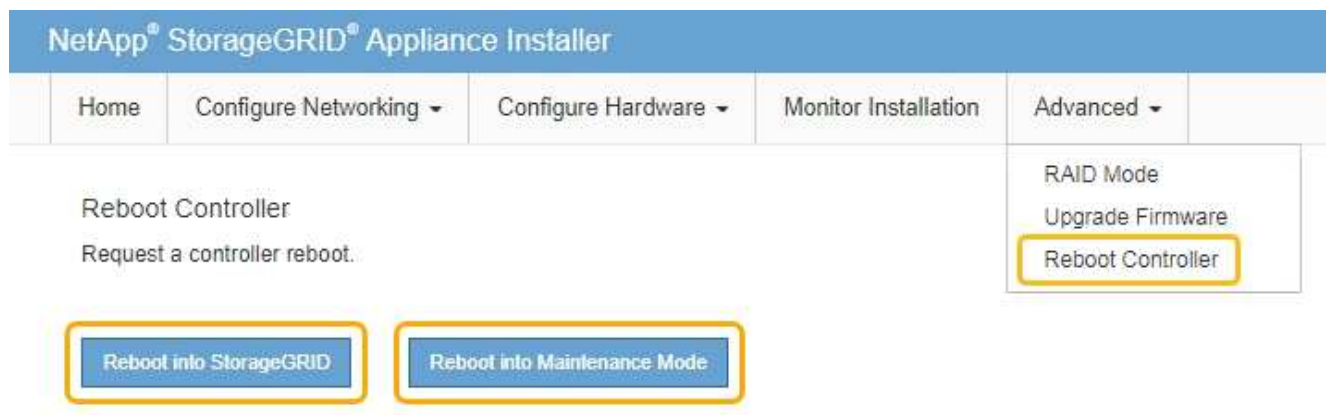 NetApp® StorageGRID® Appliance Installer
Home Configure Networking Configure Hardware Monitor Installation Advanced
RAID Mode
Upgrade Firmware
Reboot Controller
Reboot Controller
Request a controller reboot.
Reboot into StorageGRID Reboot into Maintenance Mode